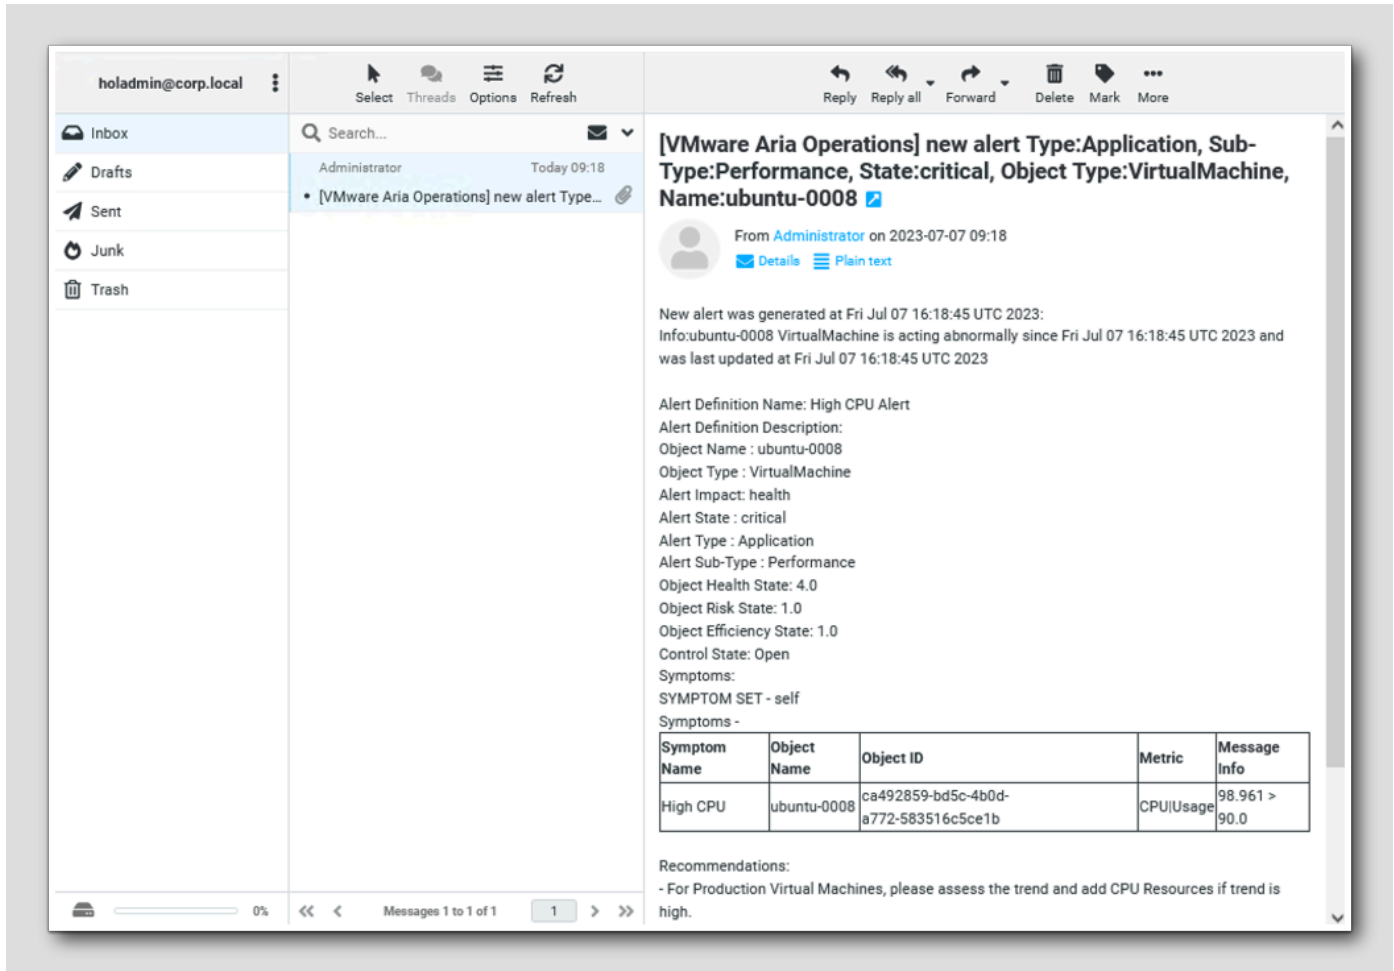 holadmin@corp.local
Select Threads Options Refresh
Reply Reply all Forward Delete Mark More
Inbox
Drafts
Sent
Junk
Trash
0%
Search...
Administrator Today 09:18
• [VMware Aria Operations] new alert Type...
Messages 1 to 1 of 1 1
[VMware Aria Operations] new alert Type:Application, Sub-
Type:Performance, State:critical, Object Type:VirtualMachine,
Name:ubuntu-0008
From Administrator on 2023-07-07 09:18
Details Plain text
New alert was generated at Fri Jul 07 16:18:45 UTC 2023:
Info:ubuntu-0008 VirtualMachine is acting abnormally since Fri Jul 07 16:18:45 UTC 2023 and
was last updated at Fri Jul 07 16:18:45 UTC 2023
Alert Definition Name: High CPU Alert
Alert Definition Description:
Object Name : ubuntu-0008
Object Type : VirtualMachine
Alert Impact: health
Alert State : critical
Alert Type : Application
Alert Sub-Type : Performance
Object Health State: 4.0
Object Risk State: 1.0
Object Efficiency State: 1.0
Control State: Open
Symptoms:
SYMPTOM SET - self
Symptoms -
Symptom Name Object Name Object ID Metric Message Info
High CPU ubuntu-0008 ca492859-bd5c-4b0d-a772-583516c5ce1b CPU|Usage 98.961 > 90.0
Recommendations:
- For Production Virtual Machines, please assess the trend and add CPU Resources if trend is
high.